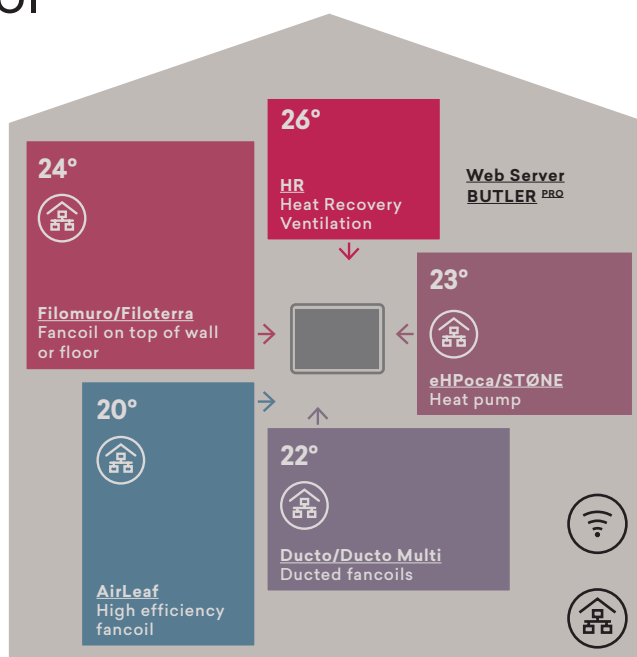 26°
HR
Heat Recovery
Ventilation
24°
Filomuro/Filoterra
Fancoil on top of wall
or floor
Web Server
BUTLER PRO
23°
eHPoca/STØNE
Heat pump
20°
AirLeaf
High efficiency
fancoil
22°
Ducto/Ducto Multi
Ducted fancoils